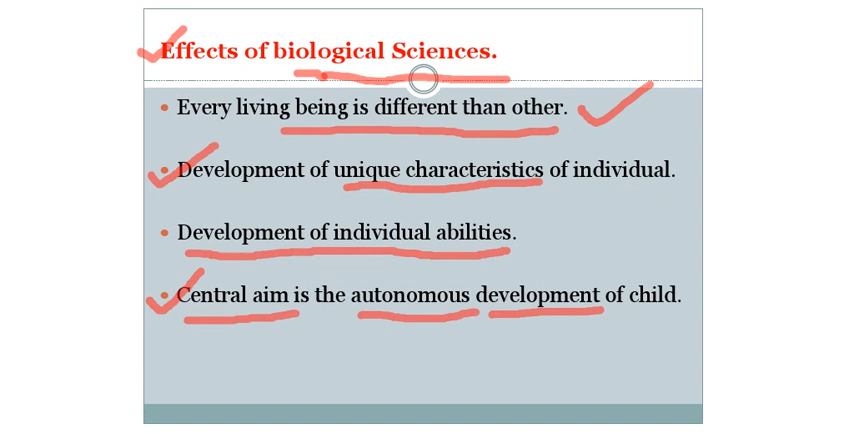 Effects of biological Sciences.
• Every living being is different than other.
• Development of unique characteristics of individual.
• Development of individual abilities.
• Central aim is the autonomous development of child.